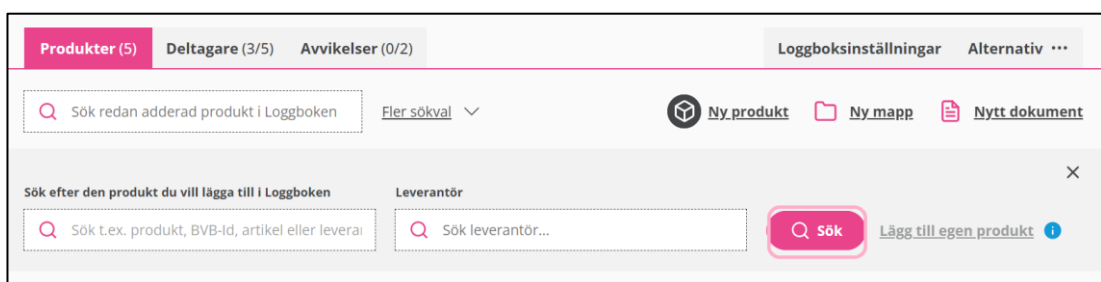 Produkter (5) Deltagare (3/5) Avvikelser (0/2) Loggboksinställningar Alternativ ···
Sök redan adderad produkt i Loggboken Fler sökval Ny produkt Ny mapp Nytt dokument
Sök efter den produkt du vill lägga till i Loggboken Leverantör
Sök t.ex. produkt, BVB-Id, artikel eller leveran Sök leverantör... Sök Lägg till egen produkt